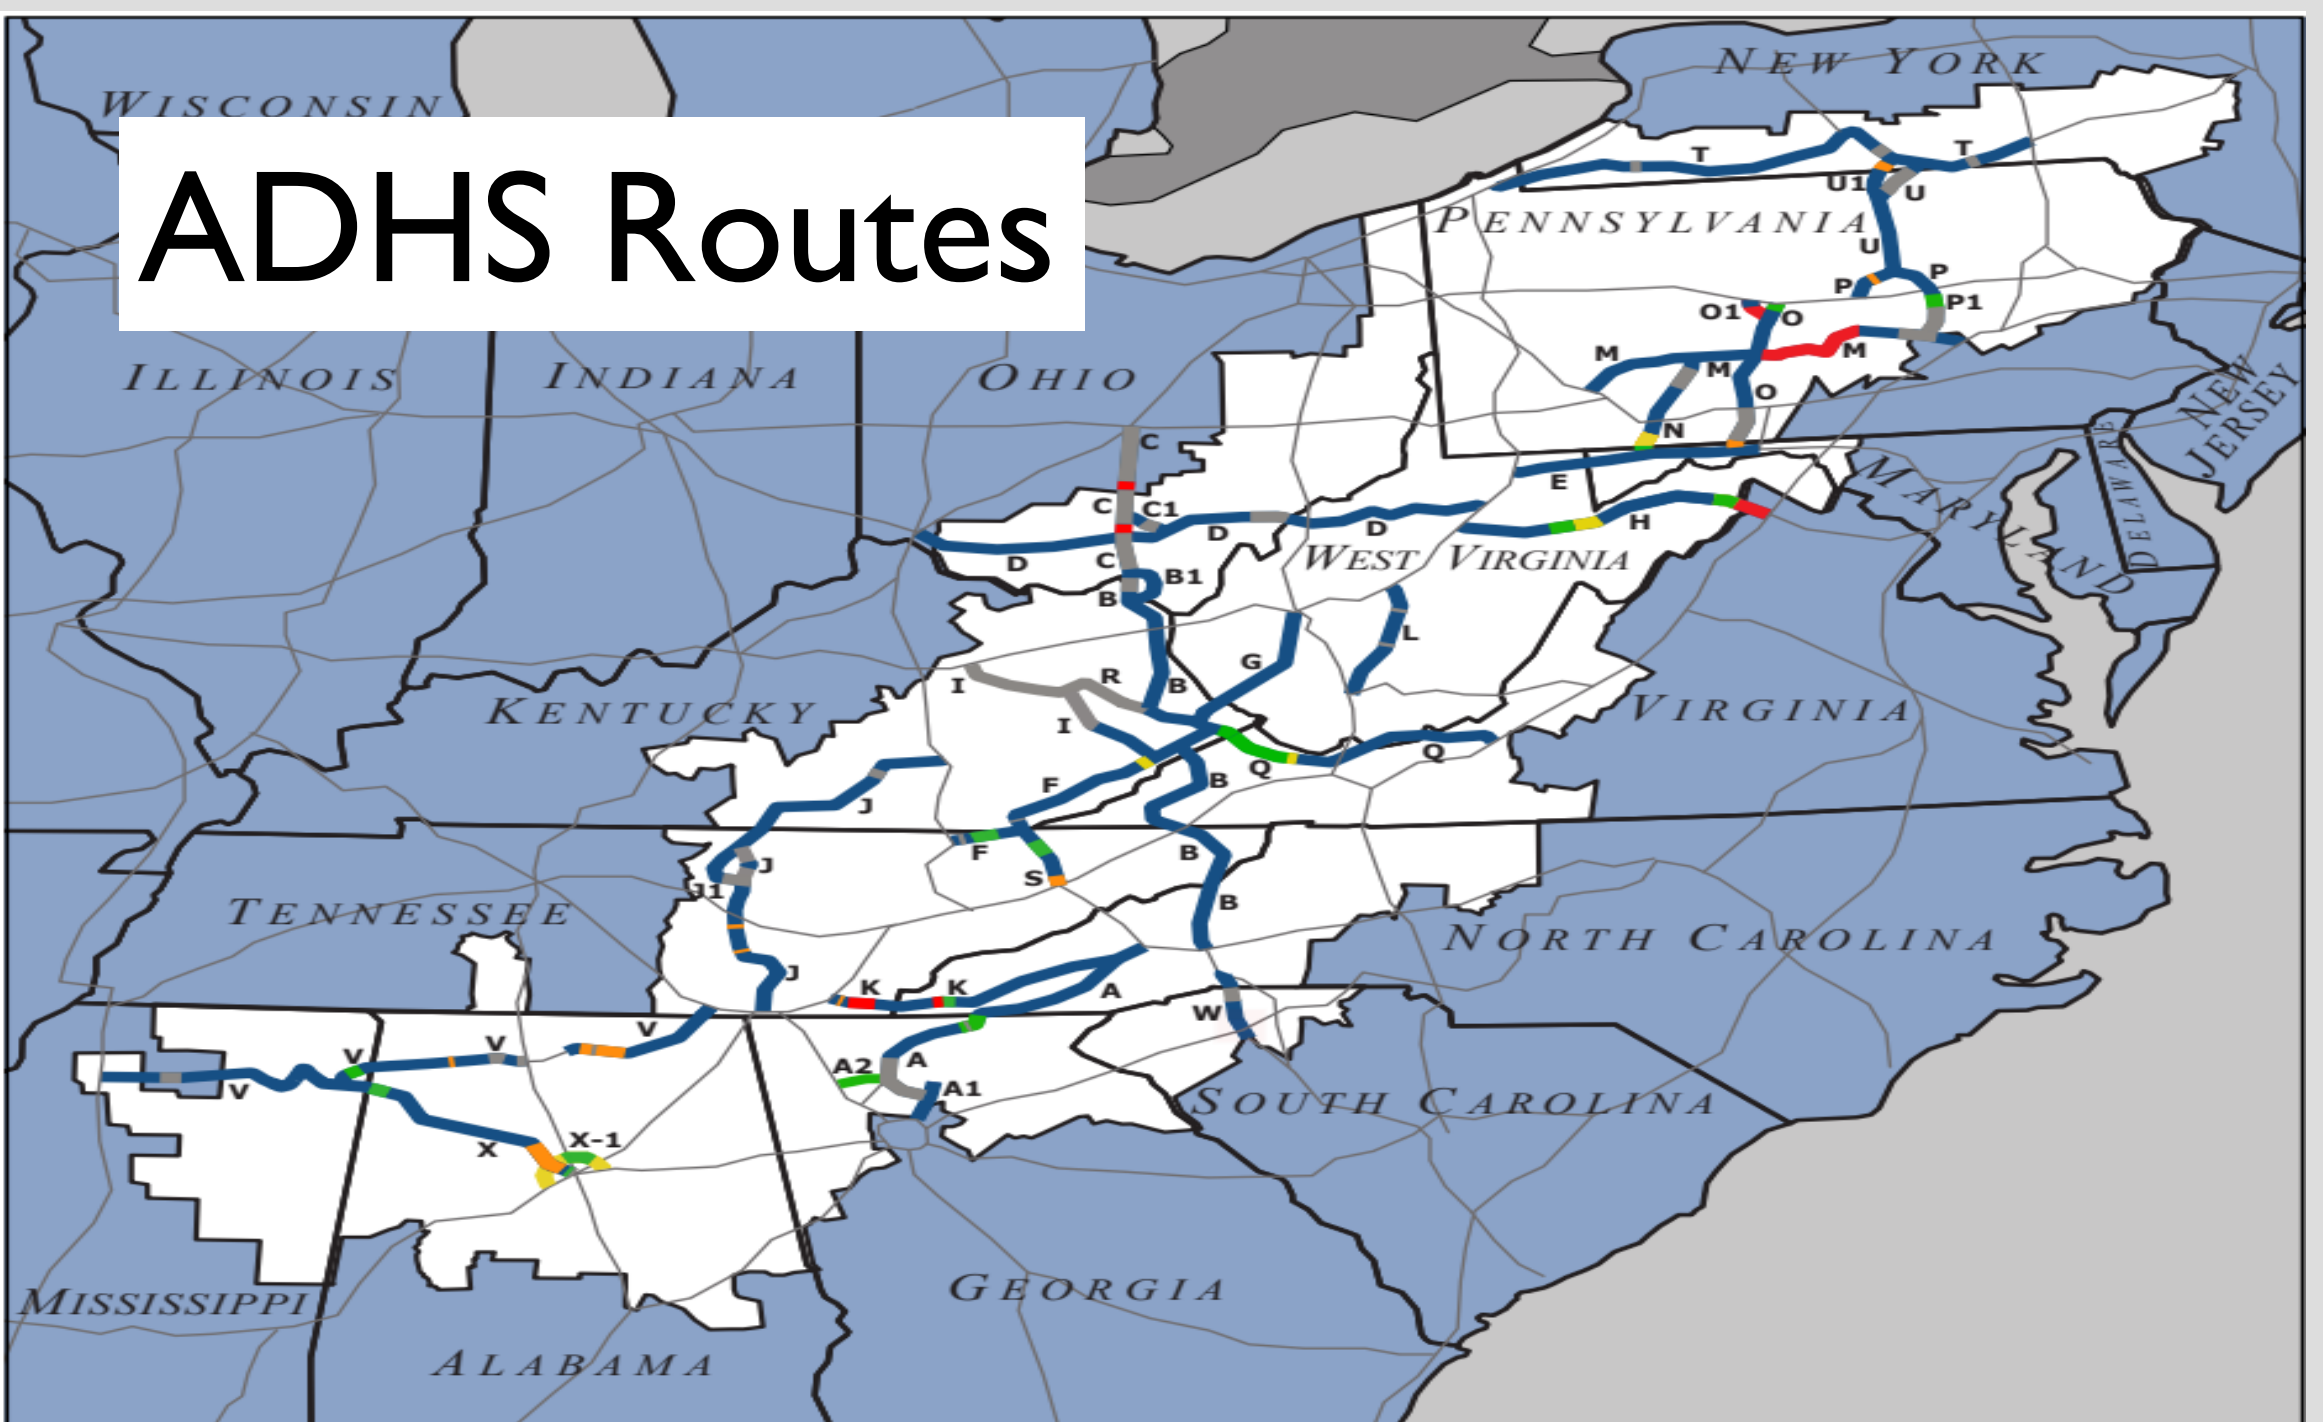 NEW YORK
WISCONSIN
ADHS Routes
T
T
U1
U
PENNSYLVANIA
U
P
P
P1
O1
O
M
M
M
O
ILLINOIS
INDIANA
OHIO
NEW
JERSEY
N
C
E
MARYLAND
DELAWARE
C
C1
D
D
H
D
C
WEST VIRGINIA
B1
B
L
G
I
R
B
KENTUCKY
I
VIRGINIA
Q
Q
F
B
J
F
B
J
S
J1
B
TENNESSEE
NORTH CAROLINA
J
K
K
A
W
V
V
V
V
A2
A
A1
SOUTH CAROLINA
X
X-1
MISSISSIPPI
GEORGIA
ALABAMA